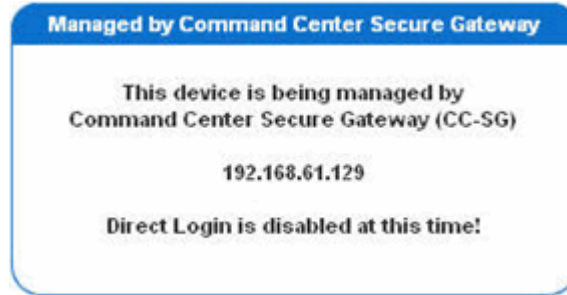 Managed by Command Center Secure Gateway
This device is being managed by
Command Center Secure Gateway (CC-SG)
192.168.61.129
Direct Login is disabled at this time!